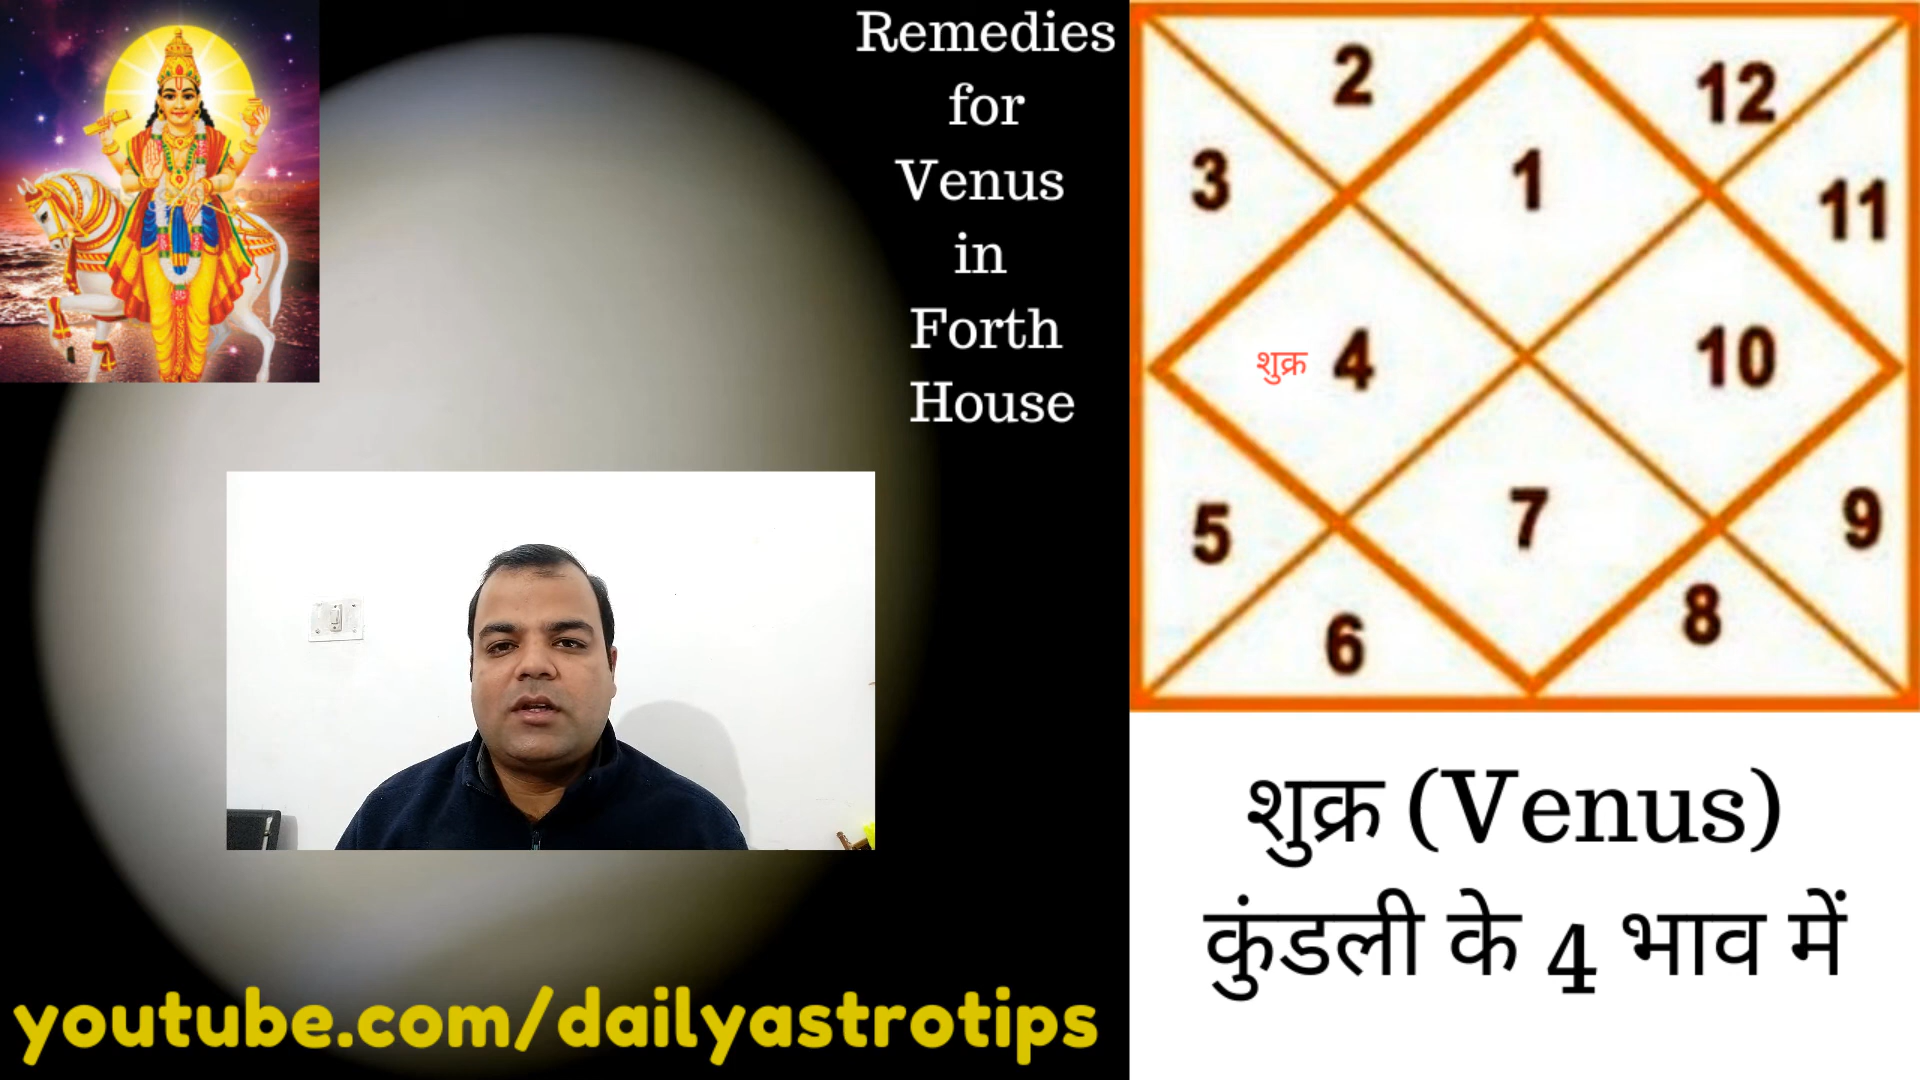 Remedies
for
Venus
in
Forth
House
2
12
3
1
11
शुक्र 4
10
5
7
9
6
8
शुक्र (Venus)
कुंडली के 4 भाव में
youtube.com/dailyastrotips